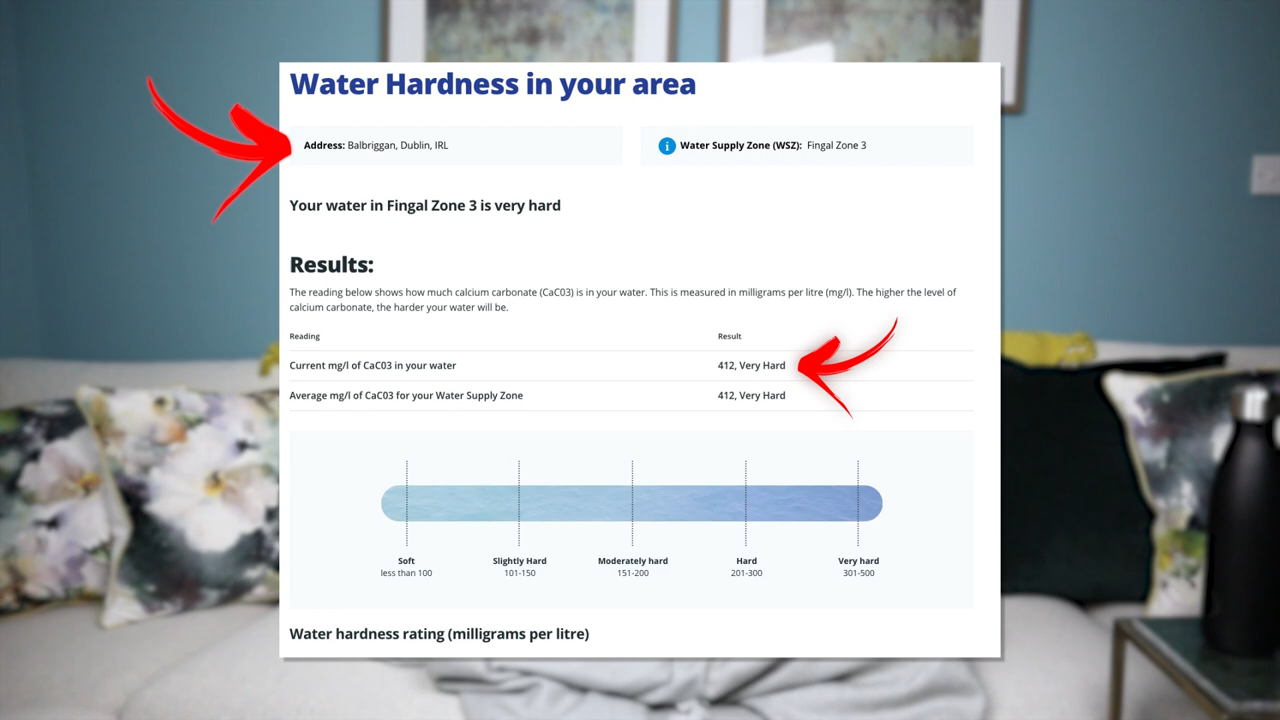 Water Hardness in your area
Address: Balbriggan, Dublin, IRL
Water Supply Zone (WSZ): Fingal Zone 3
Your water in Fingal Zone 3 is very hard
Results:
The reading below shows how much calcium carbonate (CaC03) is in your water. This is measured in milligrams per litre (mg/l). The higher the level of
calcium carbonate, the harder your water will be.
Reading Result
Current mg/l of CaC03 in your water 412, Very Hard
Average mg/l of CaC03 for your Water Supply Zone 412, Very Hard
Soft Slightly Hard Moderately hard Hard Very hard
less than 100 101-150 151-200 201-300 301-500
Water hardness rating (milligrams per litre)